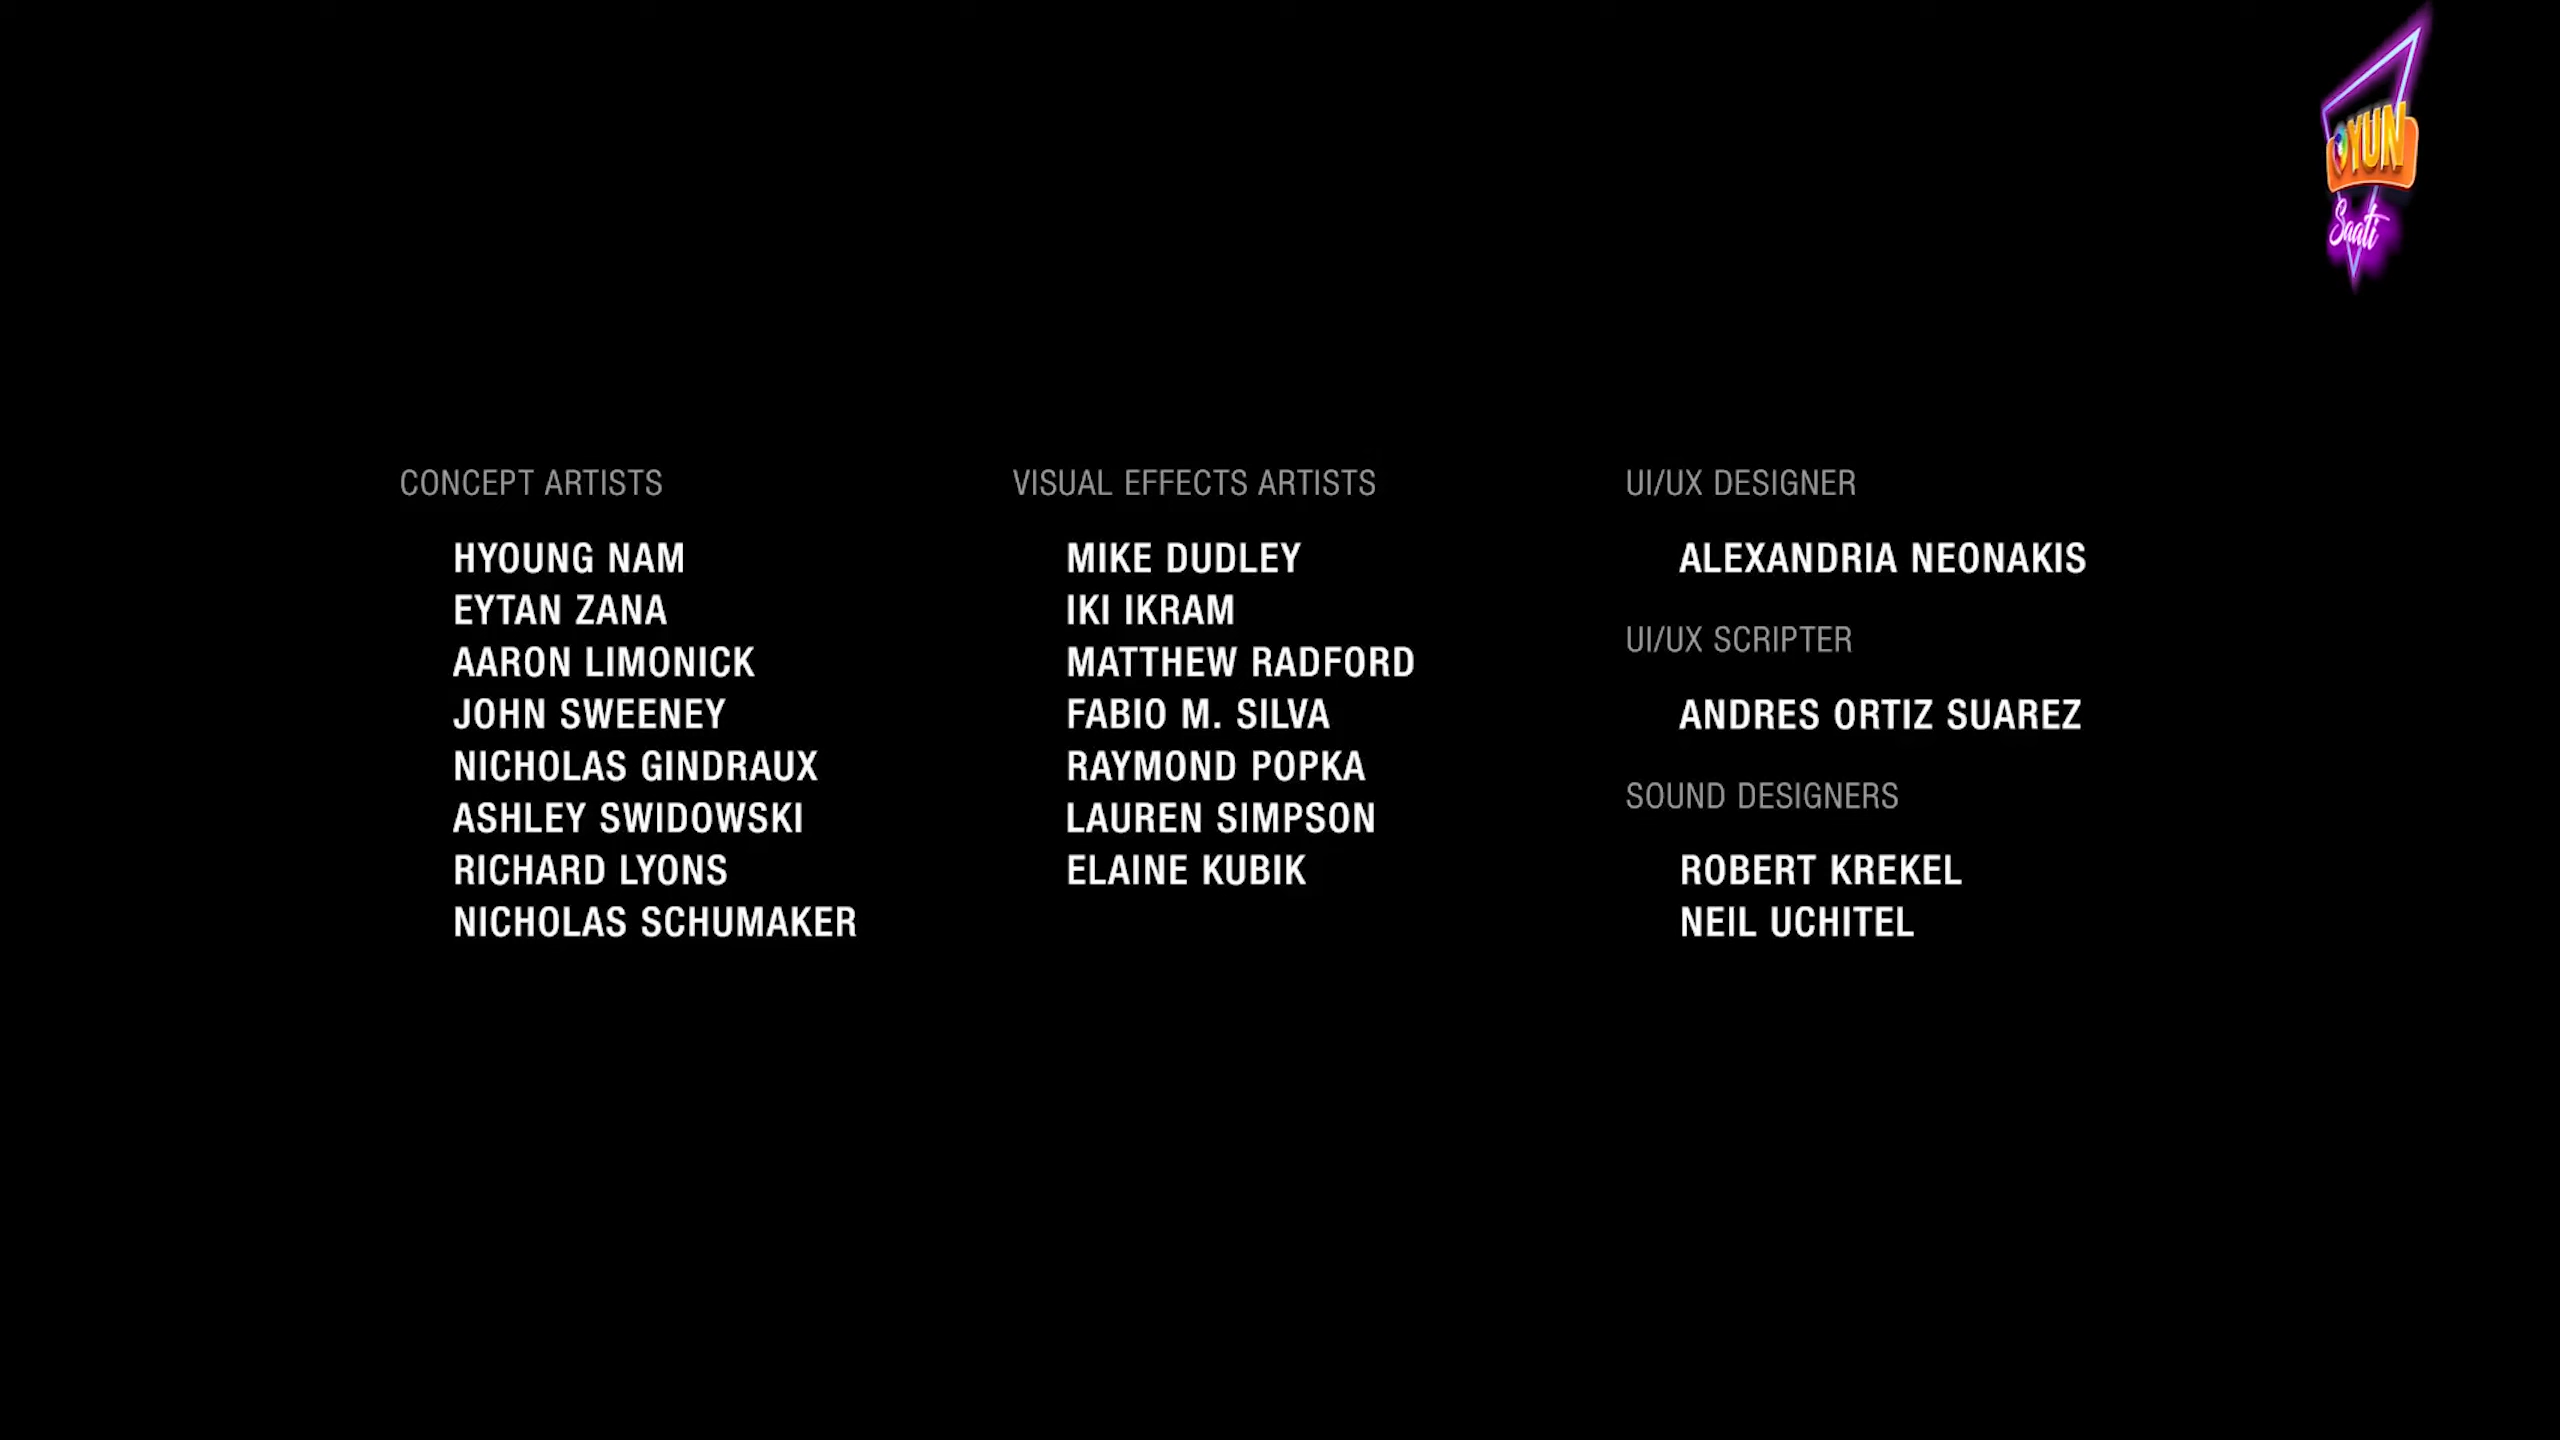 OYUN
Saati
CONCEPT ARTISTS
HYOUNG NAM
EYTAN ZANA
AARON LIMONICK
JOHN SWEENEY
NICHOLAS GINDRAUX
ASHLEY SWIDOWSKI
RICHARD LYONS
NICHOLAS SCHUMAKER
VISUAL EFFECTS ARTISTS
MIKE DUDLEY
IKI IKRAM
MATTHEW RADFORD
FABIO M. SILVA
RAYMOND POPKA
LAUREN SIMPSON
ELAINE KUBIK
UI/UX DESIGNER
ALEXANDRIA NEONAKIS
UI/UX SCRIPTER
ANDRES ORTIZ SUAREZ
SOUND DESIGNERS
ROBERT KREKEL
NEIL UCHITEL